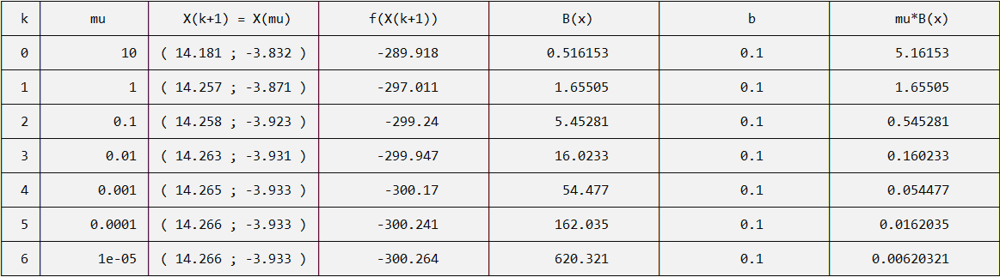 k mu X(k+1) = X(mu) f(X(k+1)) B(x) b mu*B(x)
0 10 ( 14.181 ; -3.832 ) -289.918 0.516153 0.1 5.16153
1 1 ( 14.257 ; -3.871 ) -297.011 1.65505 0.1 1.65505
2 0.1 ( 14.258 ; -3.923 ) -299.24 5.45281 0.1 0.545281
3 0.01 ( 14.263 ; -3.931 ) -299.947 16.0233 0.1 0.160233
4 0.001 ( 14.265 ; -3.933 ) -300.17 54.477 0.1 0.054477
5 0.0001 ( 14.266 ; -3.933 ) -300.241 162.035 0.1 0.0162035
6 1e-05 ( 14.266 ; -3.933 ) -300.264 620.321 0.1 0.00620321